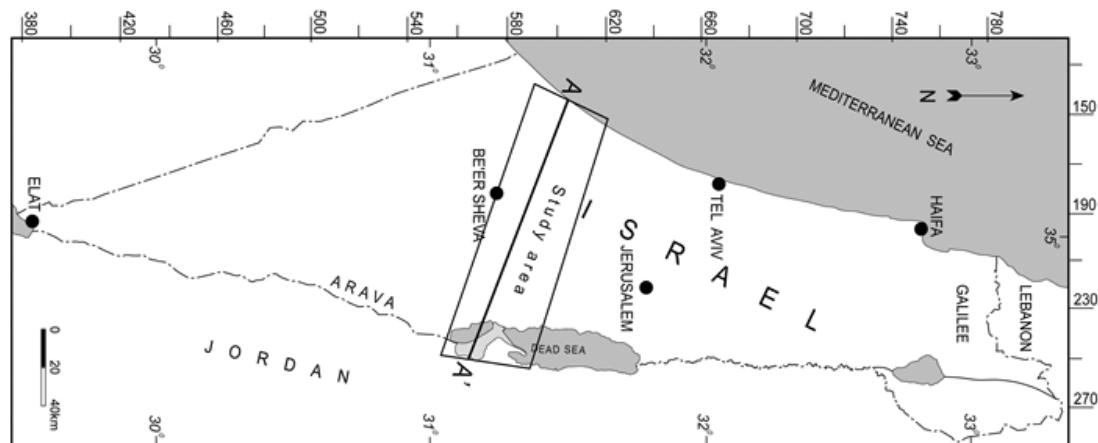 380
420
460
500
540
580
620
660
700
740
780
30°
31°
32°
33°
150
190
35°
230
270
N
MEDITERRANEAN SEA
HAIFA
TEL AVIV
JERUSALEM
BE'ER SHEVA
ELAT
ISRAEL
GALILEE
LEBANON
A
Study area
A'
DEAD SEA
ARAVA
JORDAN
0 20 40km
30°
31°
32°
33°